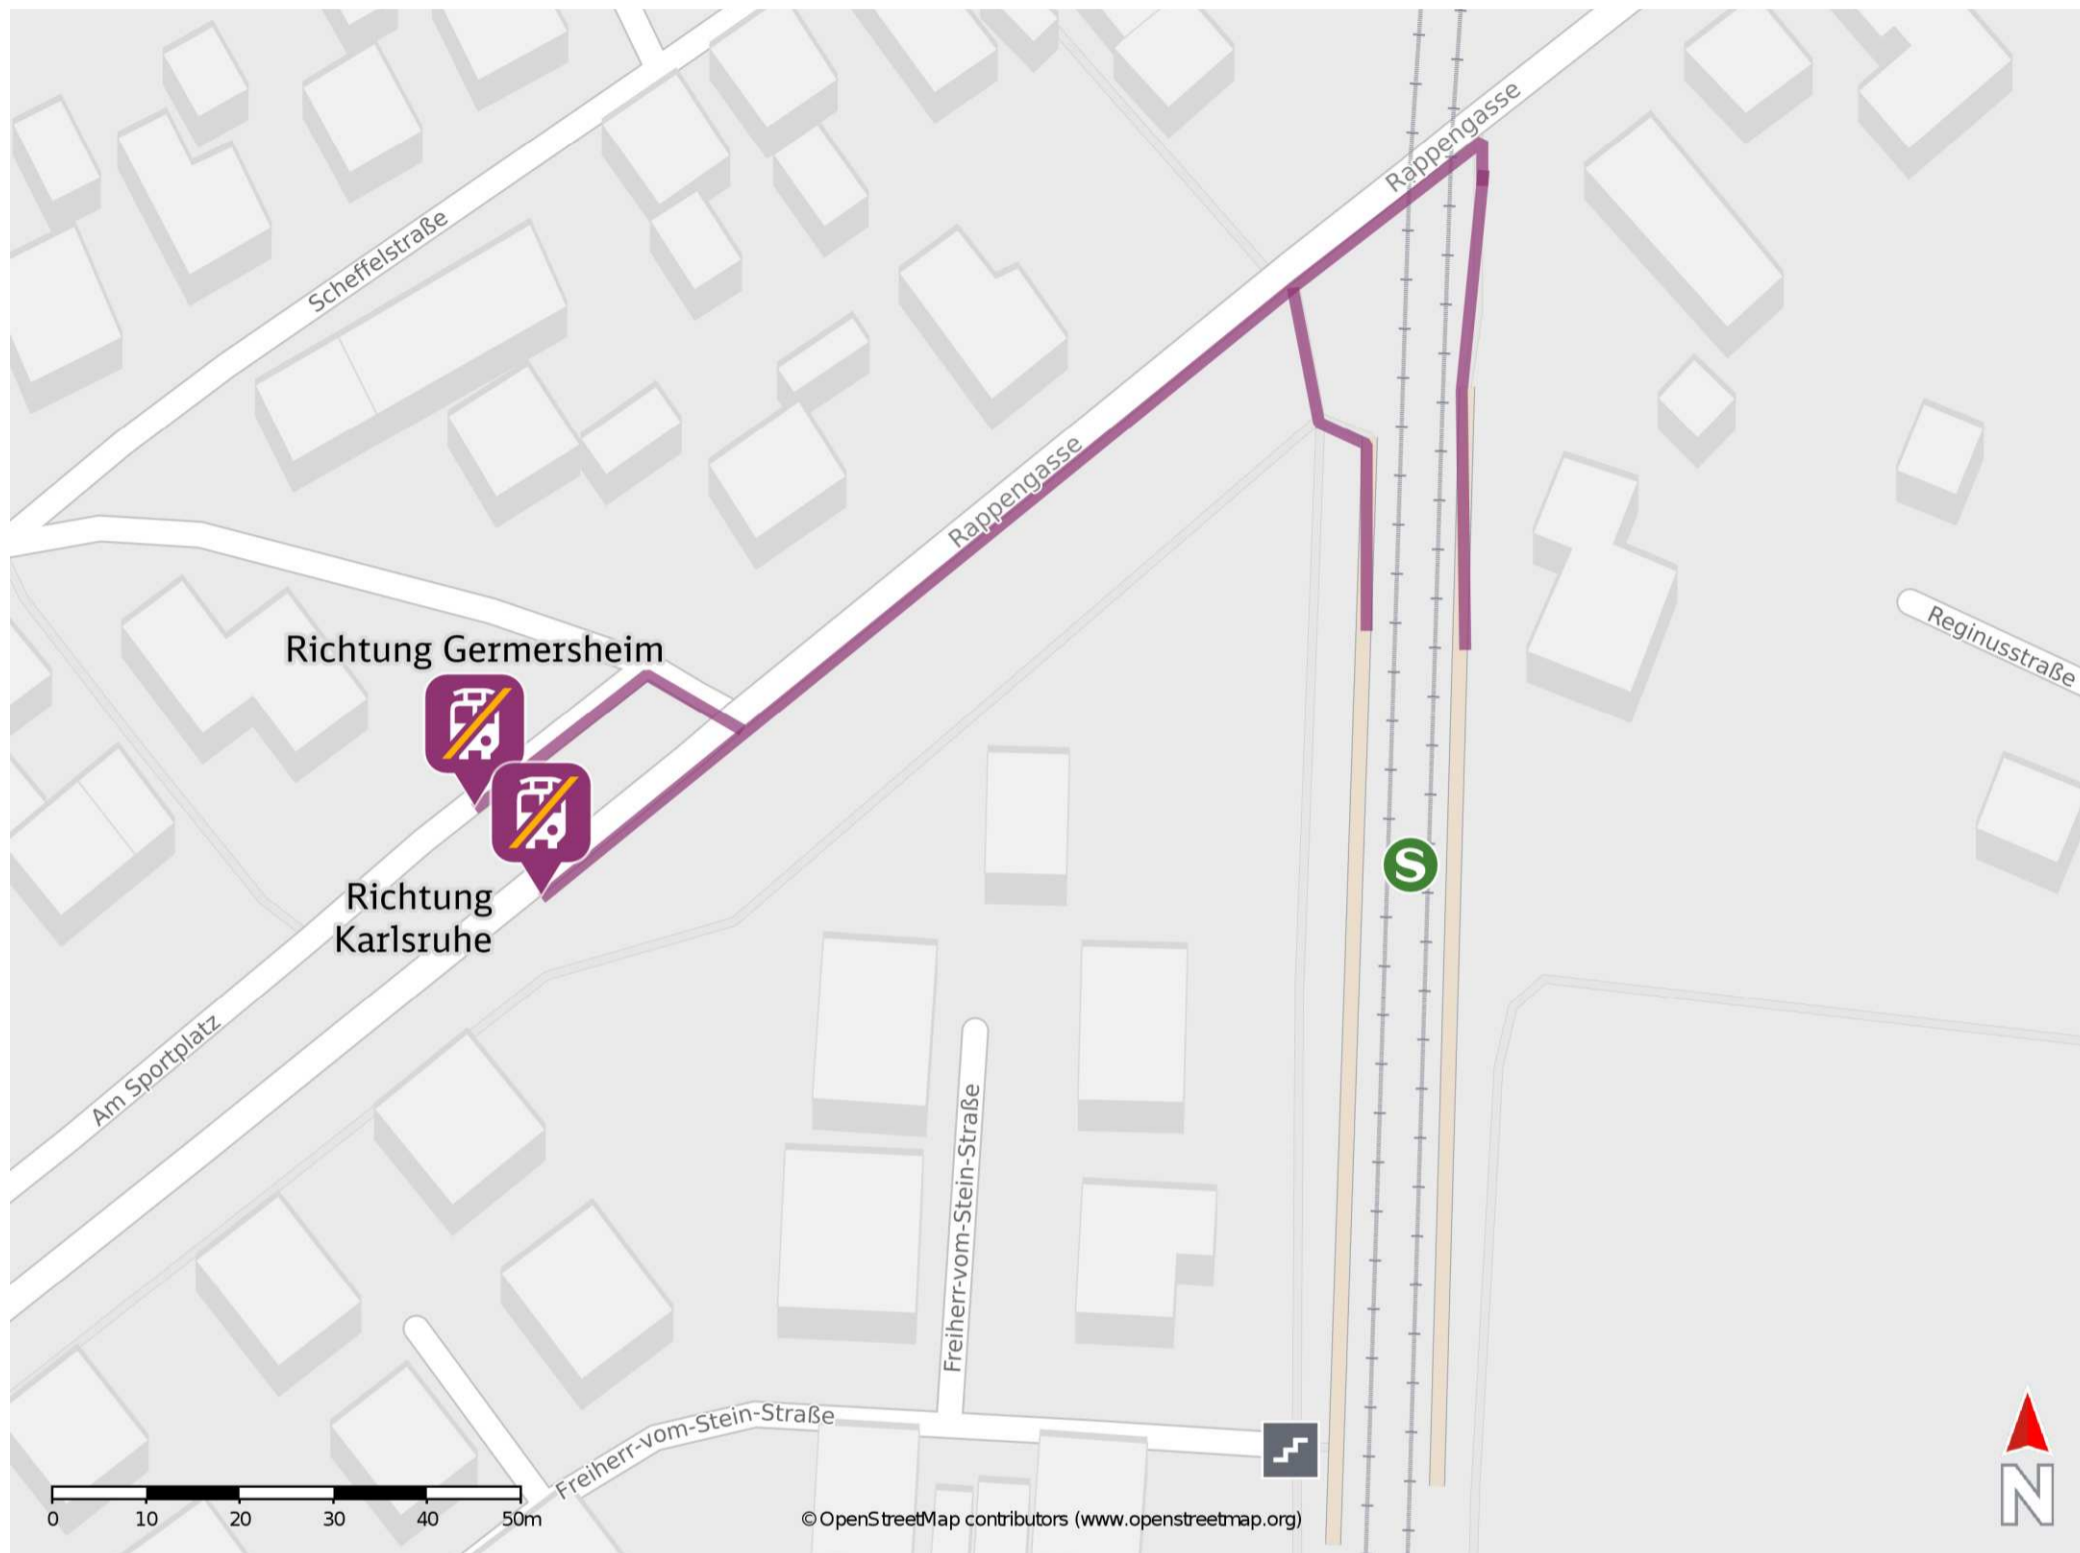 Rappengasse
Scheffelstraße
Rappengasse
Reginusstraße
Richtung Germersheim
Richtung
Karlsruhe
S
Am Sportplatz
Freiherr-vom-Stein-Straße
Freiherr-vom-Stein-Straße
0 10 20 30 40 50m
© OpenStreetMap contributors (www.openstreetmap.org)
N